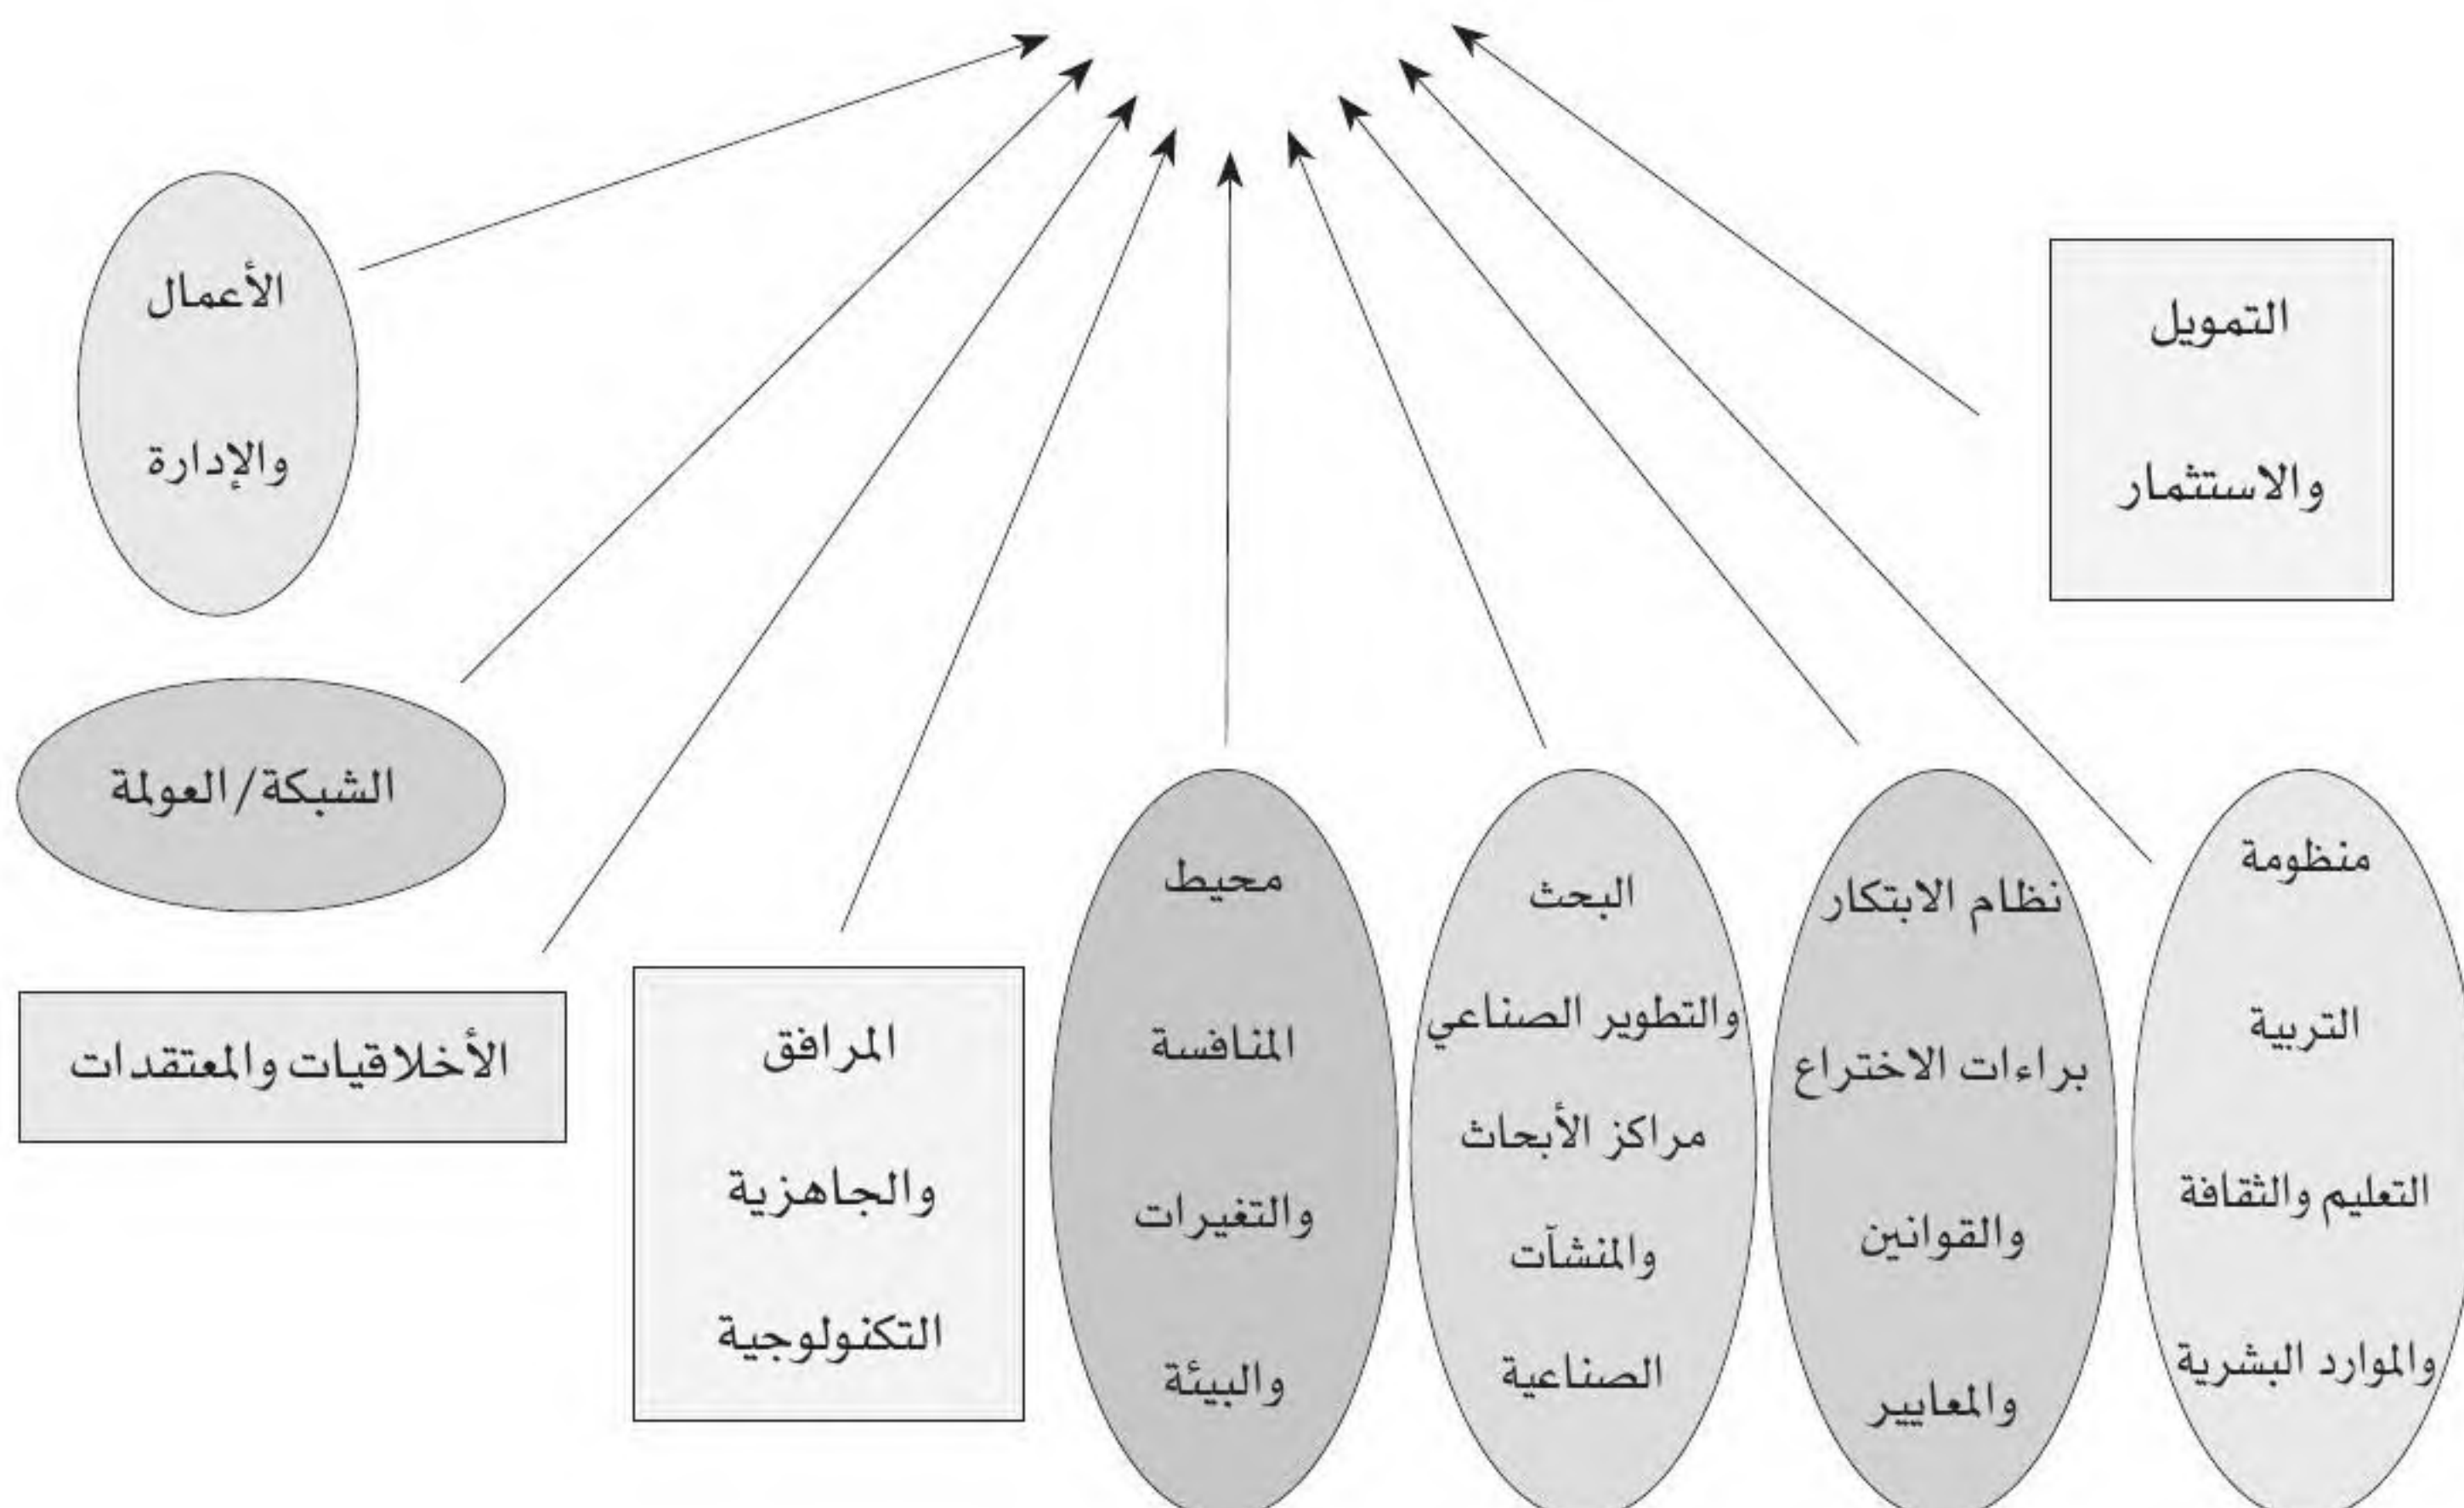 التمويل
والاستثمار
الأعمال
والإدارة
الشبكة/العولمة
منظومة
التربية
التعليم والثقافة
والموارد البشرية
نظام الابتكار
براءات الاختراع
والقوانين
والمعايير
البحث
والتطوير الصناعي
مراكز الأبحاث
والمنشآت
الصناعية
محيط
المنافسة
والتغيرات
والبيئة
المرافق
والجاهزية
التكنولوجية
الأخلاقيات والمعتقدات